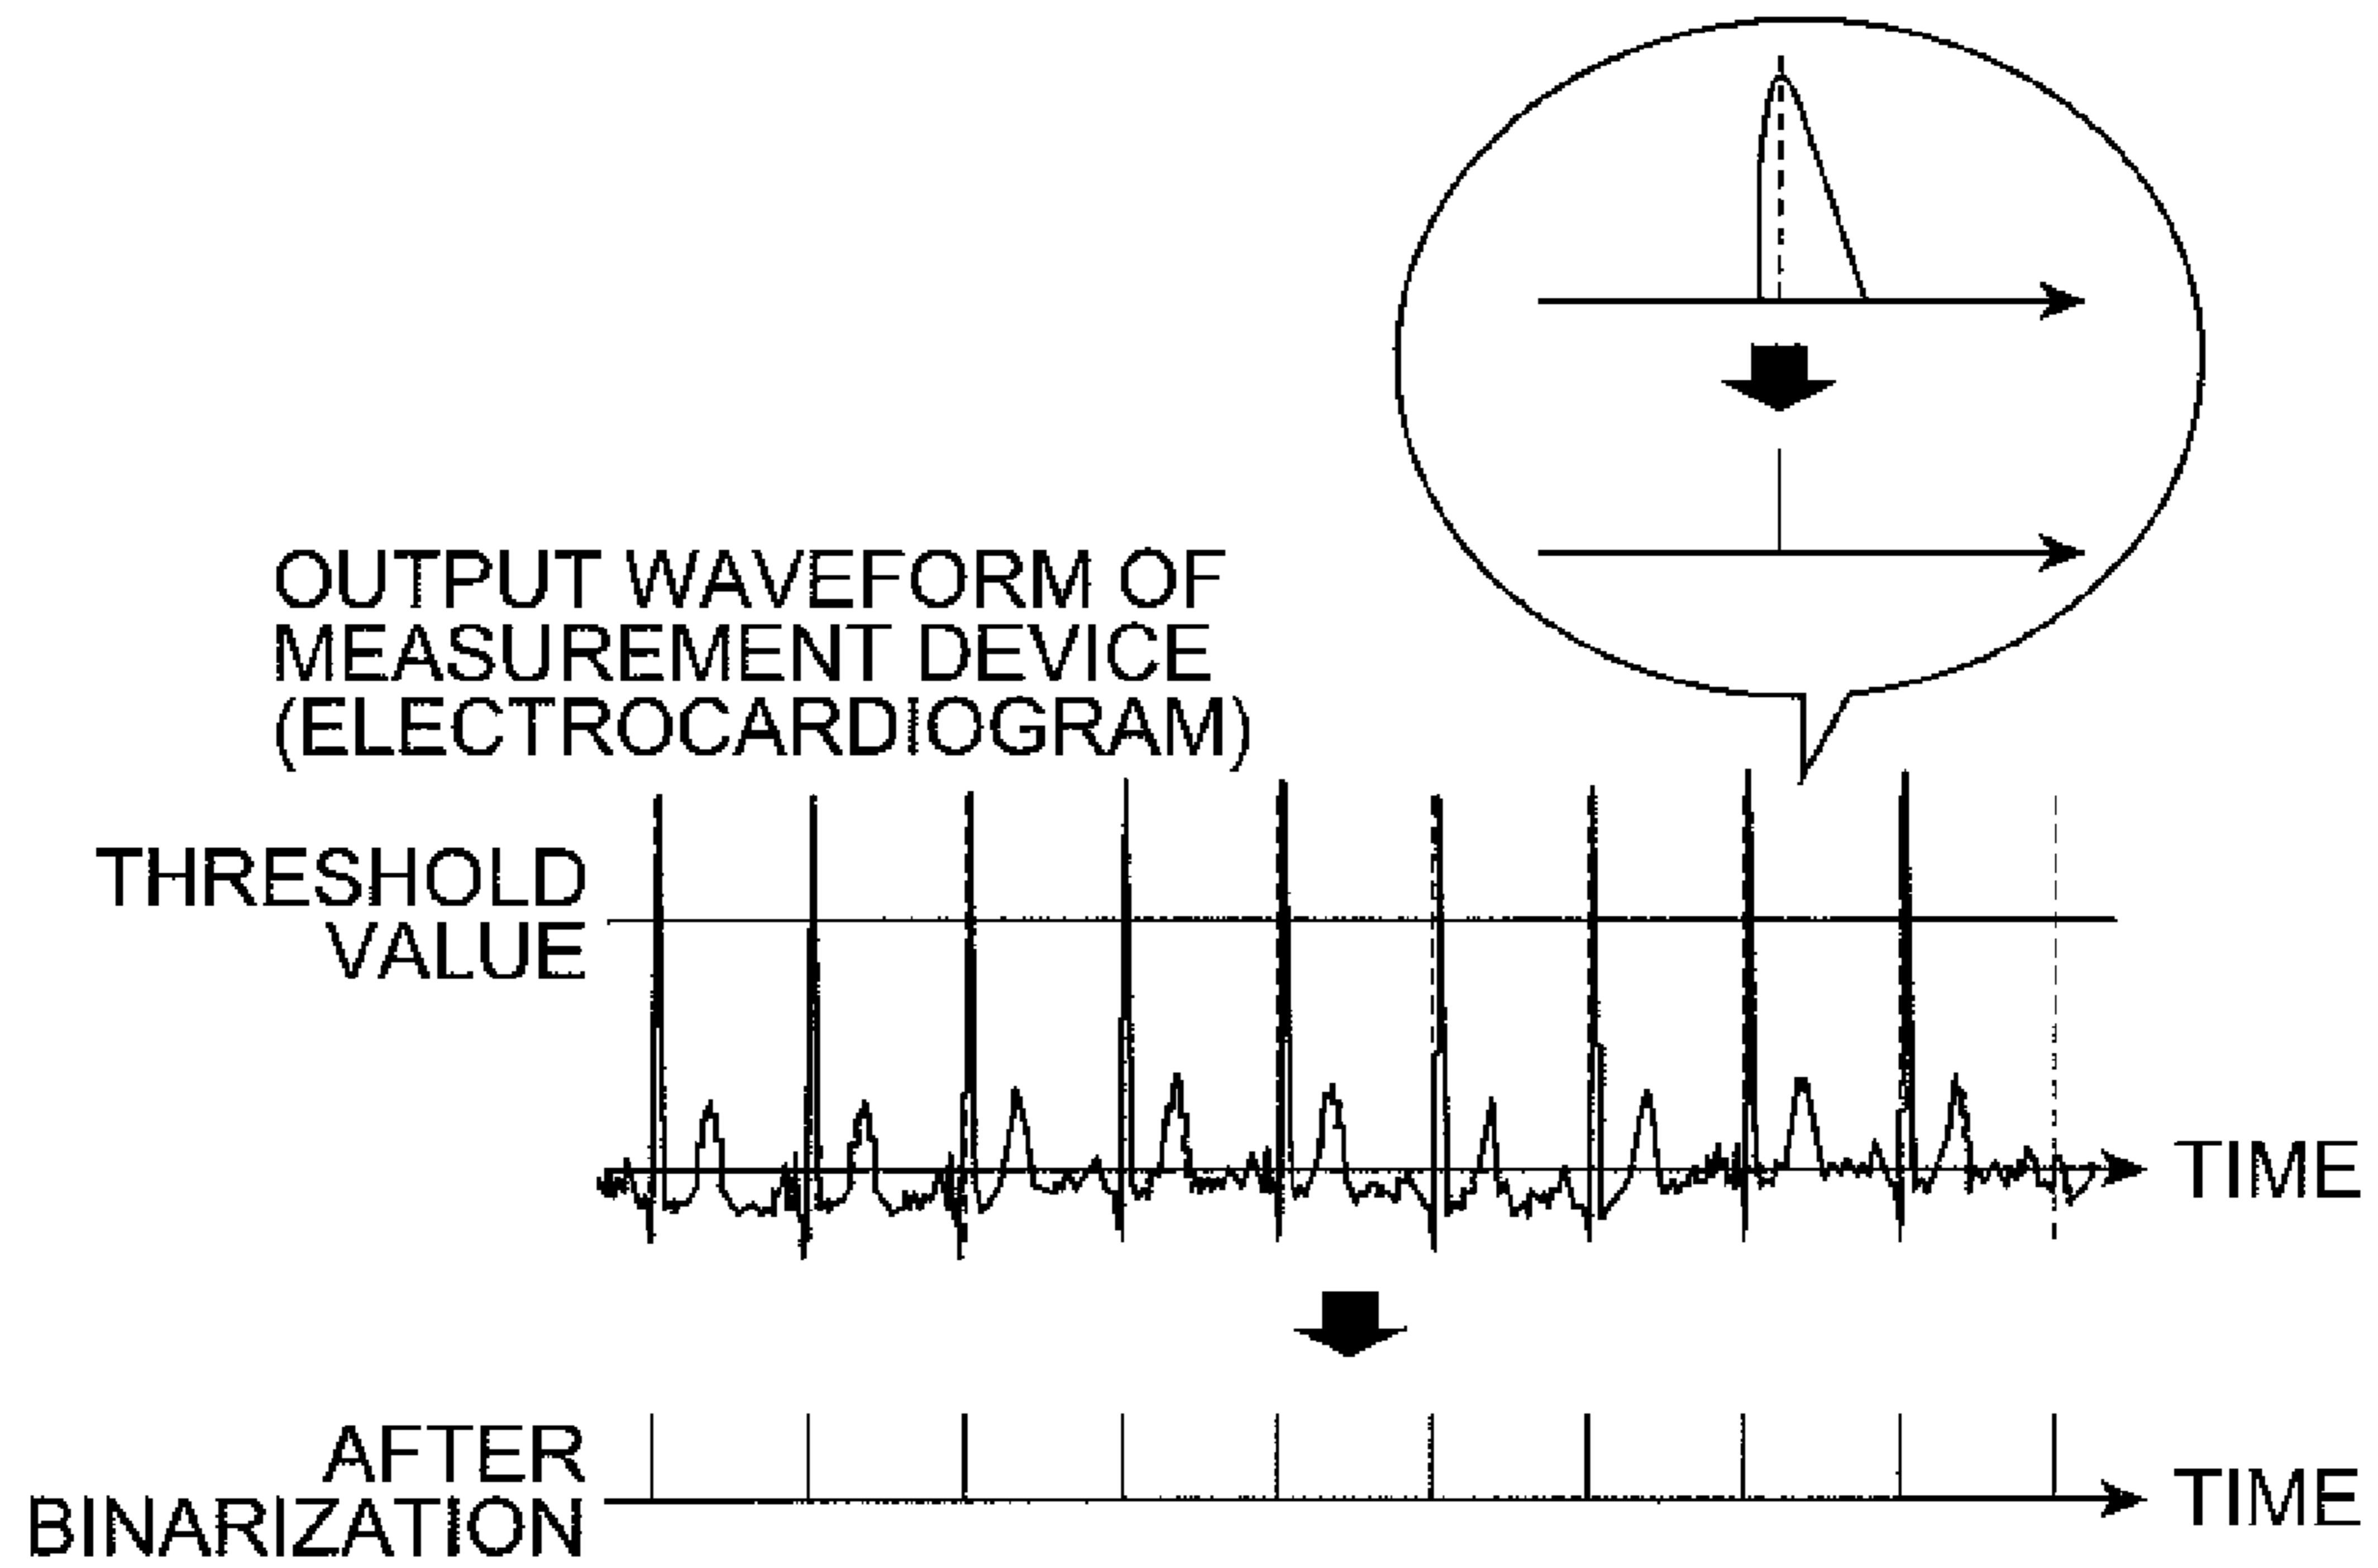 OUTPUT WAVEFORM OF
MEASUREMENT DEVICE
(ELECTROCARDIOGRAM)
THRESHOLD
VALUE
TIME
AFTER
BINARIZATION
TIME